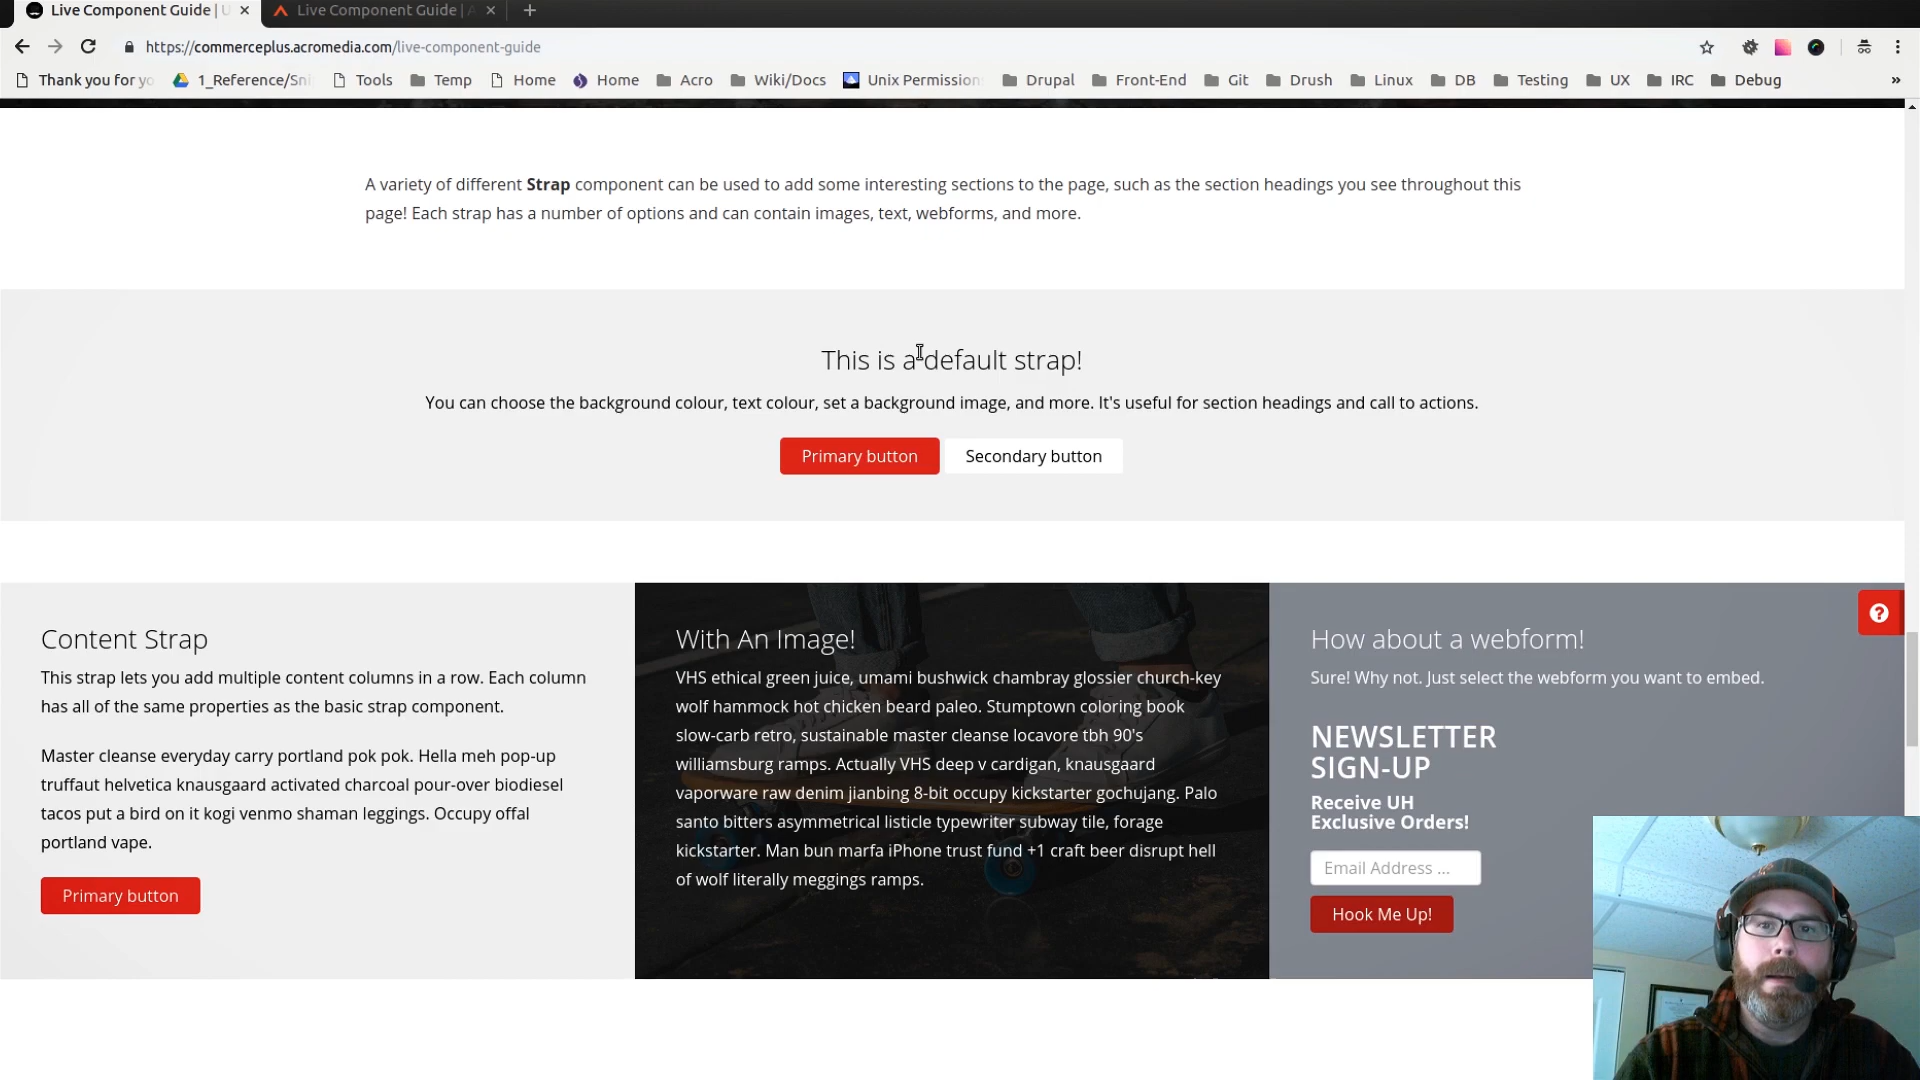 Live Component Guide | U
Live Component Guide | A
https://commerceplus.acromedia.com/live-component-guide
Thank you for yo 1_Reference/Sni Tools Temp Home Home Acro Wiki/Docs Unix Permission Drupal Front-End Git Drush Linux DB Testing UX IRC Debug »
A variety of different Strap component can be used to add some interesting sections to the page, such as the section headings you see throughout this
page! Each strap has a number of options and can contain images, text, webforms, and more.
This is a default strap!
You can choose the background colour, text colour, set a background image, and more. It's useful for section headings and call to actions.
Primary button Secondary button
Content Strap
This strap lets you add multiple content columns in a row. Each column
has all of the same properties as the basic strap component.
Master cleanse everyday carry portland pok pok. Hella meh pop-up
truffaut helvetica knausgaard activated charcoal pour-over biodiesel
tacos put a bird on it kogi venmo shaman leggings. Occupy offal
portland vape.
Primary button
With An Image!
VHS ethical green juice, umami bushwick chambray glossier church-key
wolf hammock hot chicken beard paleo. Stumptown coloring book
slow-carb retro, sustainable master cleanse locavore tbh 90's
williamsburg ramps. Actually VHS deep v cardigan, knausgaard
vaporware raw denim jianbing 8-bit occupy kickstarter gochujang. Palo
santo bitters asymmetrical listicle typewriter subway tile, forage
kickstarter. Man bun marfa iPhone trust fund +1 craft beer disrupt hell
of wolf literally meggings ramps.
How about a webform!
Sure! Why not. Just select the webform you want to embed.
NEWSLETTER
SIGN-UP
Receive UH
Exclusive Orders!
Email Address ...
Hook Me Up!